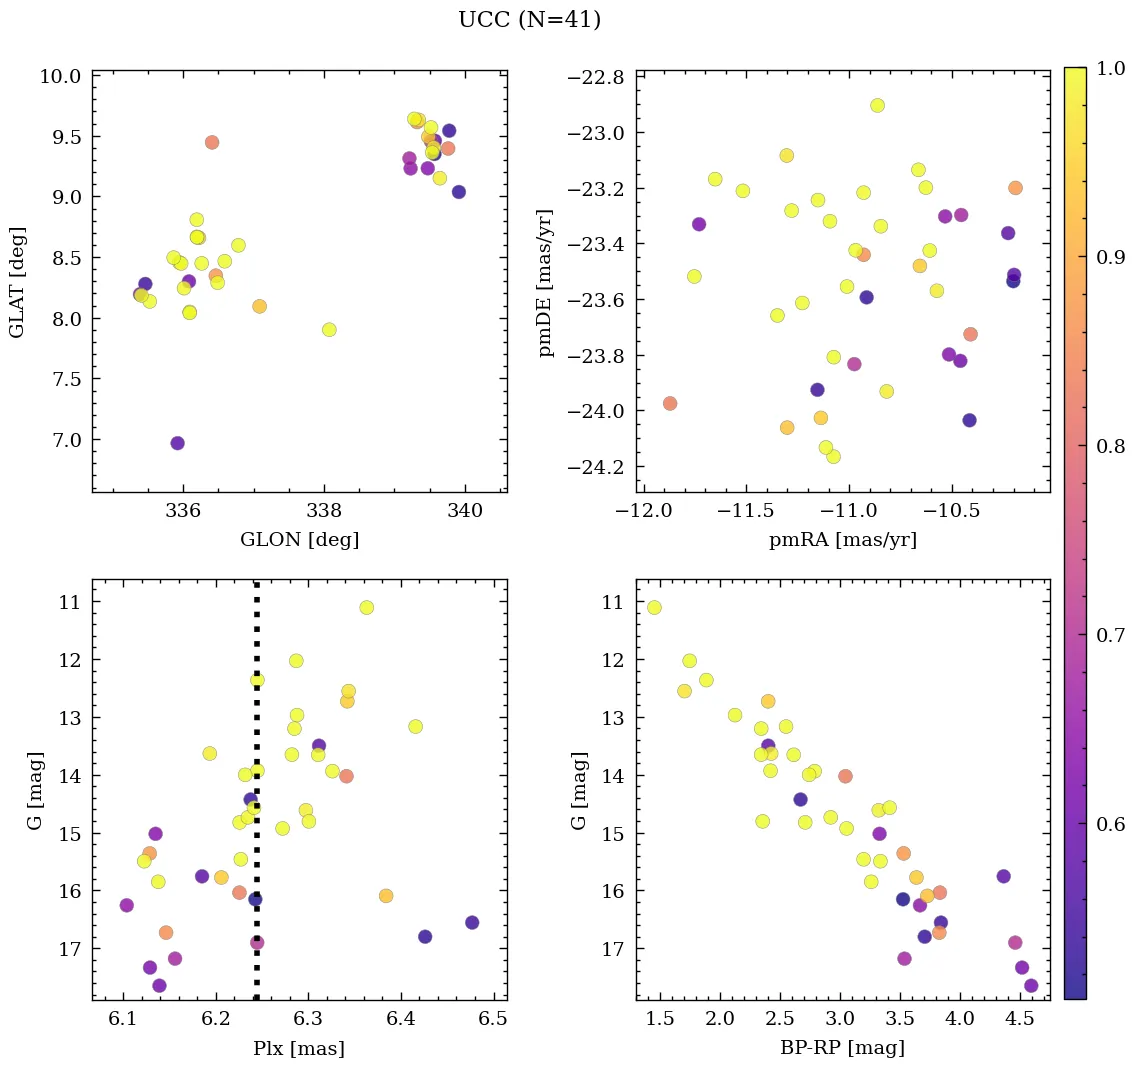 UCC (N=41)
10.0
9.5
9.0
8.5
8.0
7.5
7.0
GLAT [deg]
336 338 340
GLON [deg]
−22.8
−23.0
−23.2
−23.4
−23.6
−23.8
−24.0
−24.2
pmDE [mas/yr]
−12.0 −11.5 −11.0 −10.5
pmRA [mas/yr]
1.0
0.9
0.8
0.7
0.6
11
12
13
14
15
16
17
G [mag]
6.1 6.2 6.3 6.4 6.5
Plx [mas]
11
12
13
14
15
16
17
G [mag]
1.5 2.0 2.5 3.0 3.5 4.0 4.5
BP-RP [mag]